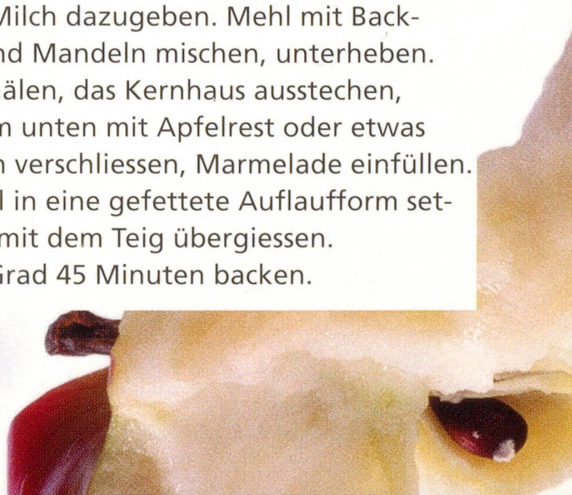 Milch dazugeben. Mehl mit Back-
nd Mandeln mischen, unterheben.
älen, das Kernhaus ausstechen,
unten mit Apfelrest oder etwas
verschliessen, Marmelade einfüllen.
in eine gefettete Auflaufform set-
mit dem Teig übergiessen.
Grad 45 Minuten backen.